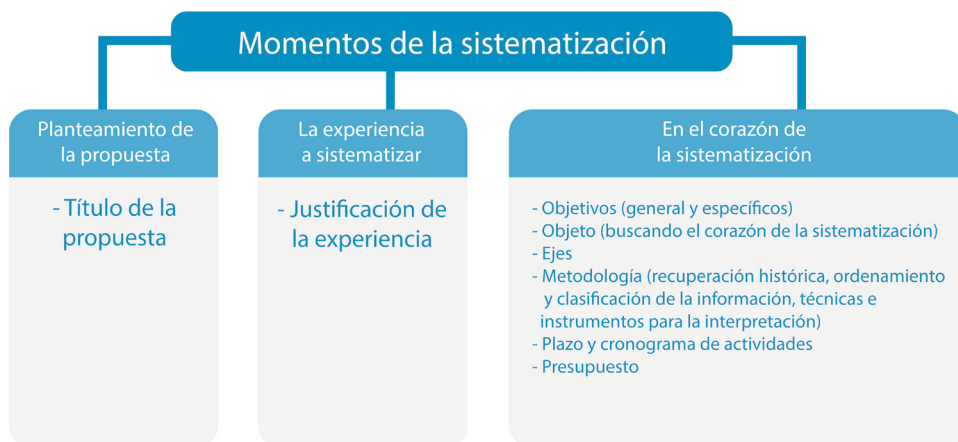 Momentos de la sistematización
Planteamiento de
la propuesta
- Título de la
propuesta
La experiencia
a sistematizar
- Justificación de
la experiencia
En el corazón de
la sistematización
- Objetivos (general y específicos)
- Objeto (buscando el corazón de la sistematización)
- Ejes
- Metodología (recuperación histórica, ordenamiento
y clasificación de la información, técnicas e
instrumentos para la interpretación)
- Plazo y cronograma de actividades
- Presupuesto